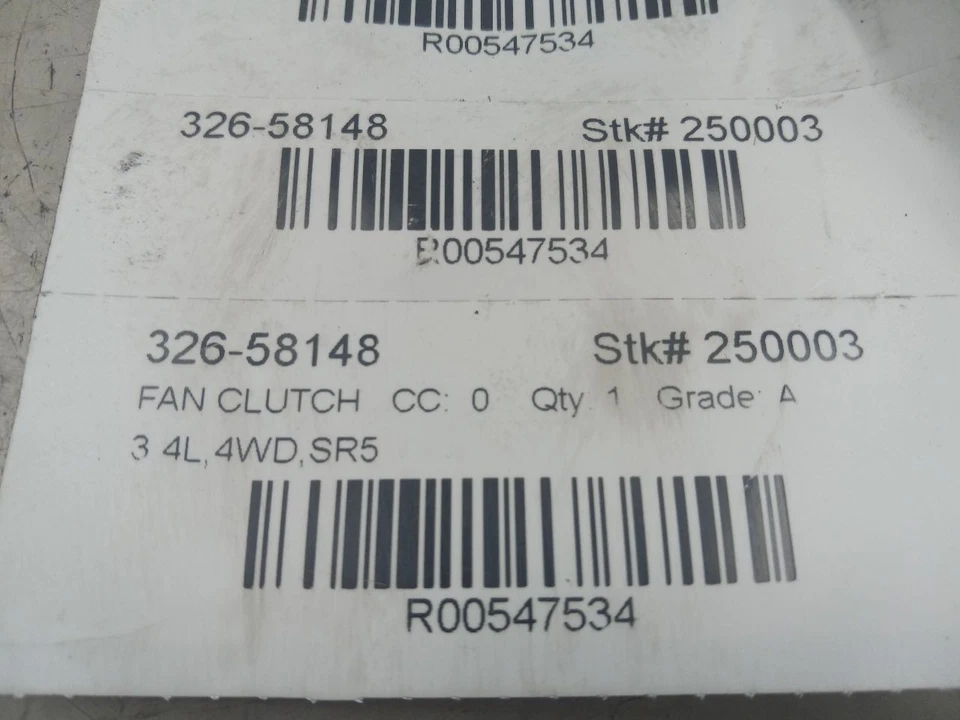 R00547534
326-58148 Stk# 250003
R00547534
326-58148 Stk# 250003
FAN CLUTCH CC: 0 Qty: 1 Grade: A
3.4L,4WD,SR5
R00547534